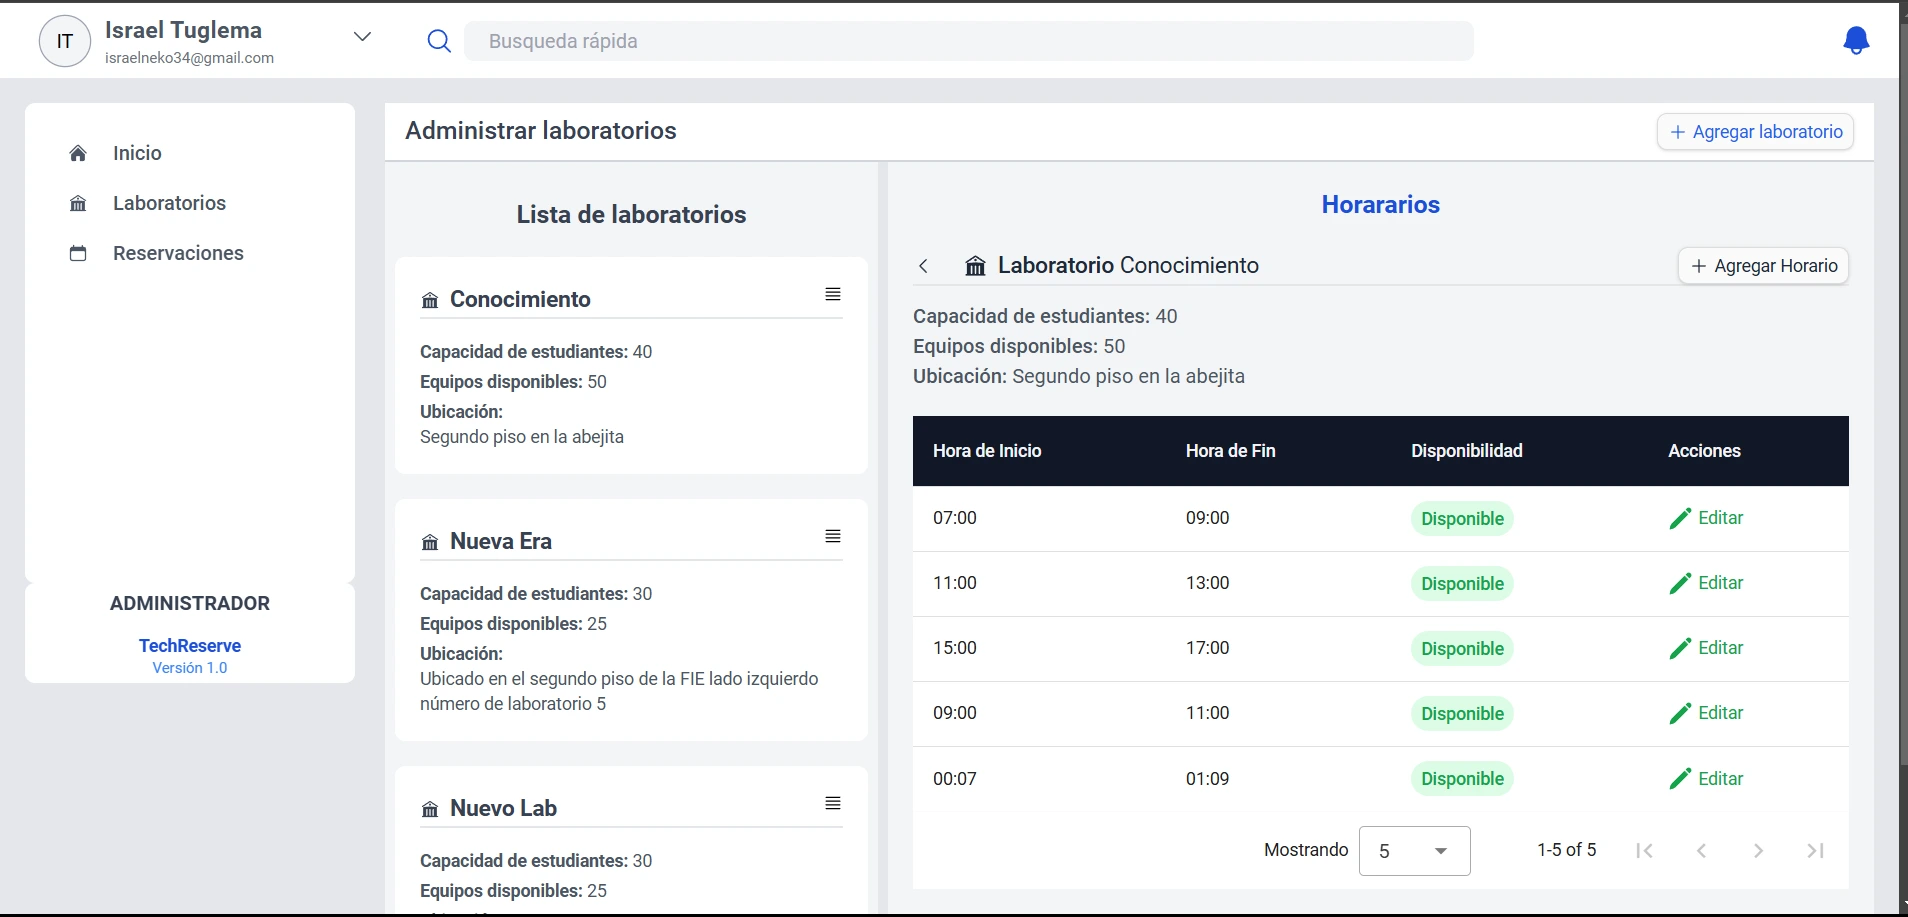 IT
Israel Tuglema
israelneko34@gmail.com
Busqueda rápida
Inicio
Laboratorios
Reservaciones
ADMINISTRADOR
TechReserve
Versión 1.0
Administrar laboratorios
+ Agregar laboratorio
Lista de laboratorios
Conocimiento
Capacidad de estudiantes: 40
Equipos disponibles: 50
Ubicación:
Segundo piso en la abejita
Nueva Era
Capacidad de estudiantes: 30
Equipos disponibles: 25
Ubicación:
Ubicado en el segundo piso de la FIE lado izquierdo
número de laboratorio 5
Nuevo Lab
Capacidad de estudiantes: 30
Equipos disponibles: 25
Horararios
Laboratorio Conocimiento
+ Agregar Horario
Capacidad de estudiantes: 40
Equipos disponibles: 50
Ubicación: Segundo piso en la abejita
Hora de Inicio Hora de Fin Disponibilidad Acciones
07:00 09:00 Disponible Editar
11:00 13:00 Disponible Editar
15:00 17:00 Disponible Editar
09:00 11:00 Disponible Editar
00:07 01:09 Disponible Editar
Mostrando 5 1-5 of 5